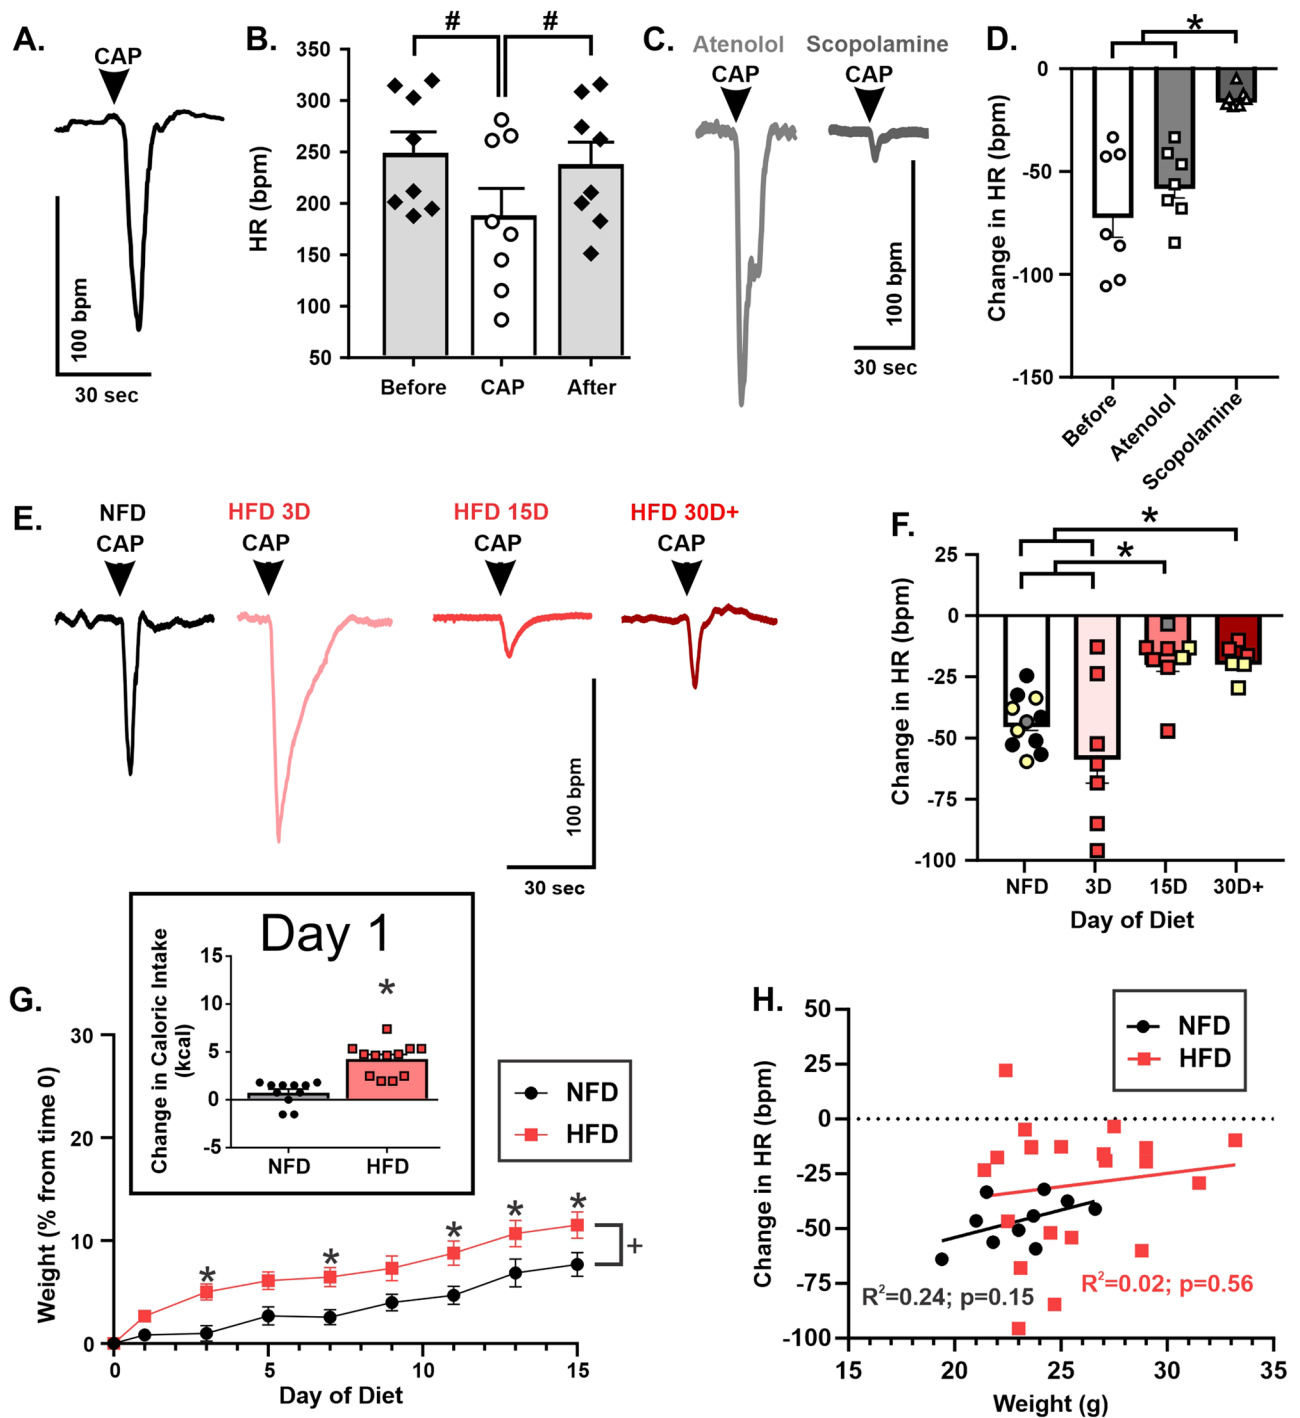 A.
CAP
100 bpm
30 sec
B.
#
#
HR (bpm)
350
300
250
200
150
100
50
Before
CAP
After
C.
Atenolol
Scopolamine
CAP
CAP
100 bpm
30 sec
D.
*
Change in HR (bpm)
0
-50
-100
-150
Before
Atenolol
Scopolamine
E.
NFD
CAP
HFD 3D
CAP
HFD 15D
CAP
HFD 30D+
CAP
100 bpm
30 sec
F.
*
*
Change in HR (bpm)
25
0
-25
-50
-75
-100
NFD
3D
15D
30D+
Day of Diet
G.
Day 1
Change in Caloric Intake
(kcal)
15
10
5
0
-5
*
NFD
HFD
Weight (% from time 0)
30
20
10
0
NFD
HFD
*
*
*
*
*
+
0
5
10
15
Day of Diet
H.
NFD
HFD
Change in HR (bpm)
50
25
0
-25
-50
-75
-100
R²=0.24; p=0.15
R²=0.02; p=0.56
15
20
25
30
35
Weight (g)